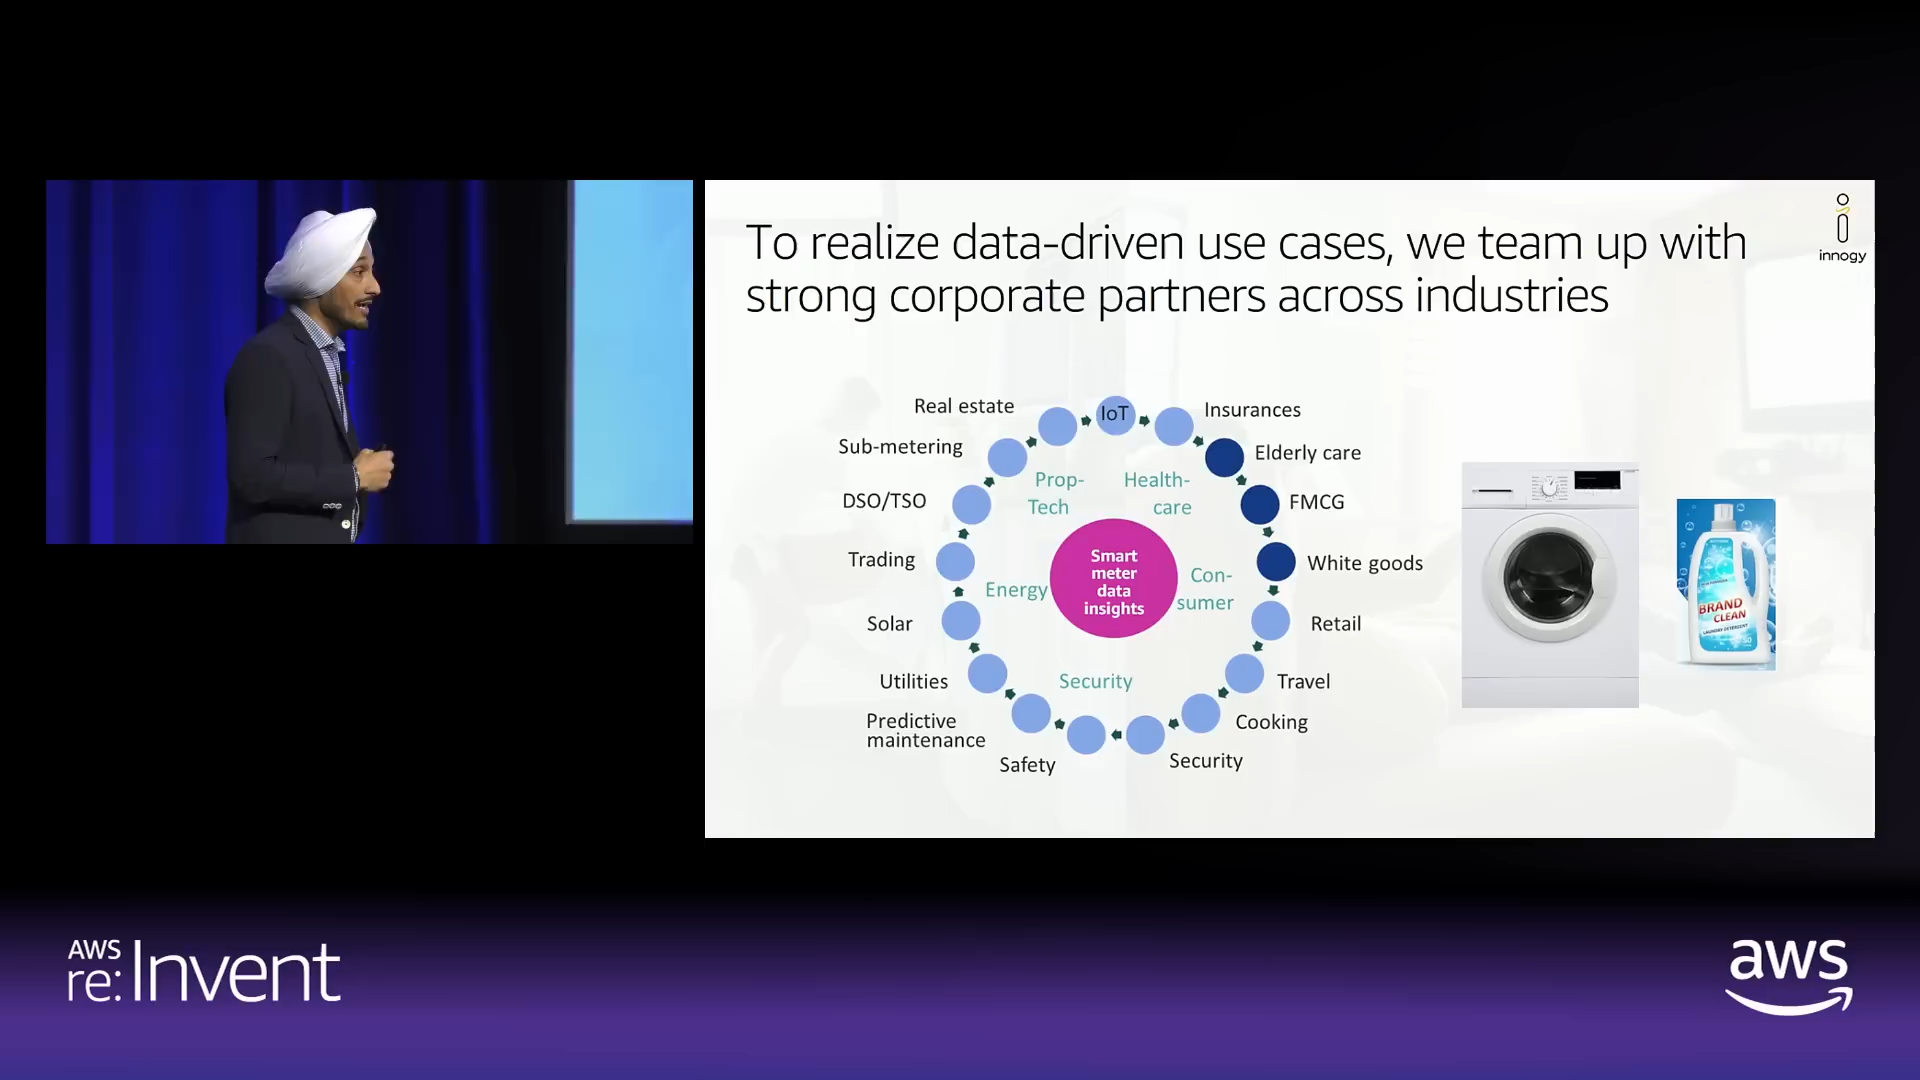 To realize data-driven use cases, we team up with
strong corporate partners across industries
innogy
Real estate
IoT
Insurances
Sub-metering
Elderly care
Prop-
Tech
Health-
care
DSO/TSO
FMCG
Trading
Energy
Smart
meter
data
insights
Con-
sumer
White goods
Solar
Retail
Utilities
Security
Travel
Predictive
maintenance
Cooking
Safety
Security
BRAND
CLEAN
LAUNDRY DETERGENT
AWS
re:Invent
aws